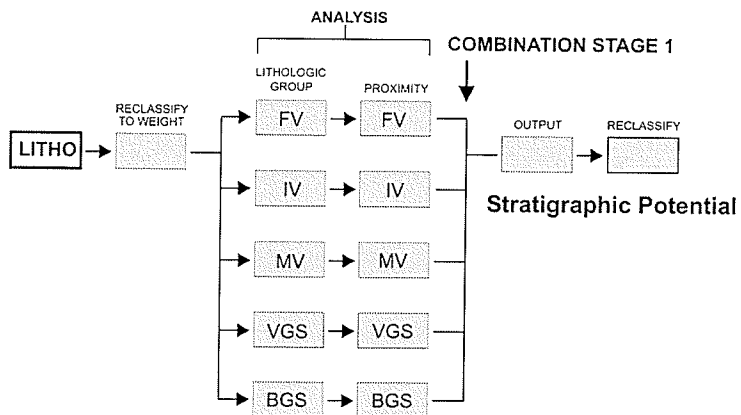 ANALYSIS
COMBINATION STAGE 1
LITHOLOGIC
GROUP
PROXIMITY
RECLASSIFY
TO WEIGHT
LITHO
FV
FV
OUTPUT
RECLASSIFY
IV
IV
Stratigraphic Potential
MV
MV
VGS
VGS
BGS
BGS